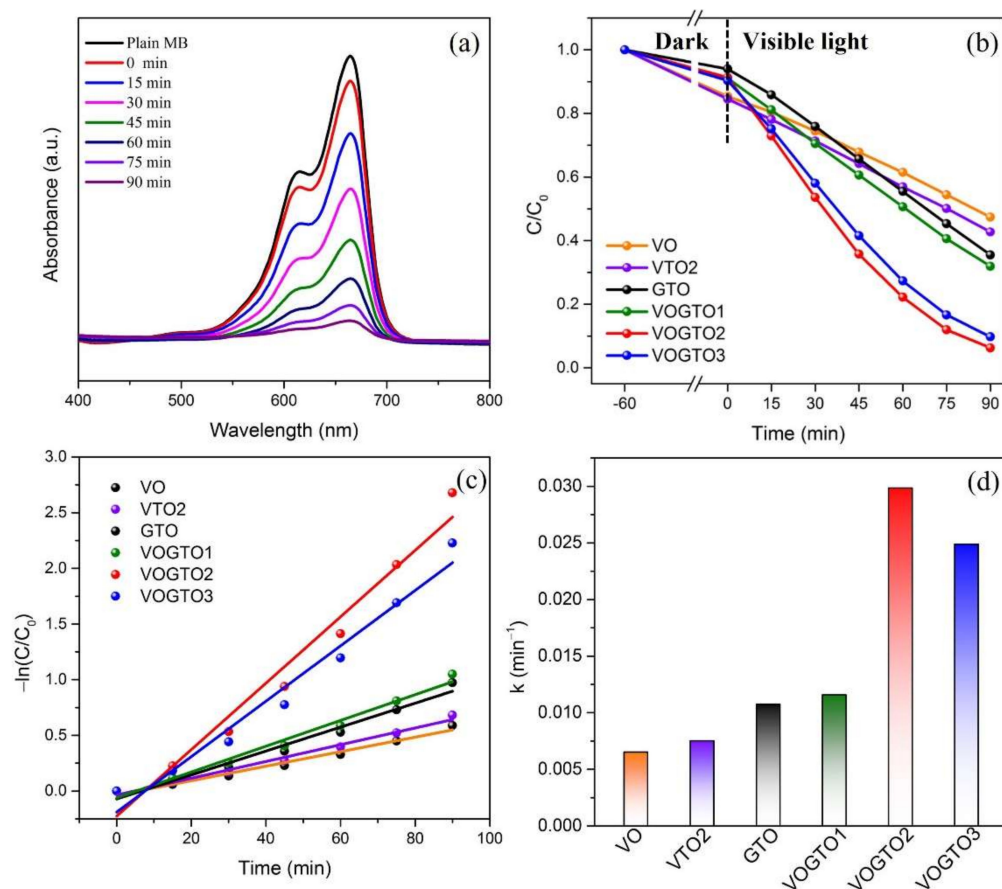 (a)
Plain MB
0 min
15 min
30 min
45 min
60 min
75 min
90 min
Absorbance (a.u.)
400 500 600 700 800
Wavelength (nm)
(b)
Dark Visible light
1.0
0.8
0.6
0.4
0.2
0.0
C/C0
VO
VTO2
GTO
VOGTO1
VOGTO2
VOGTO3
-60 0 15 30 45 60 75 90
Time (min)
(c)
3.0
2.5
2.0
1.5
1.0
0.5
0.0
–ln(C/C0)
VO
VTO2
GTO
VOGTO1
VOGTO2
VOGTO3
0 20 40 60 80 100
Time (min)
(d)
0.030
0.025
0.020
0.015
0.010
0.005
0.000
k (min⁻¹)
VO VTO2 GTO VOGTO1 VOGTO2 VOGTO3